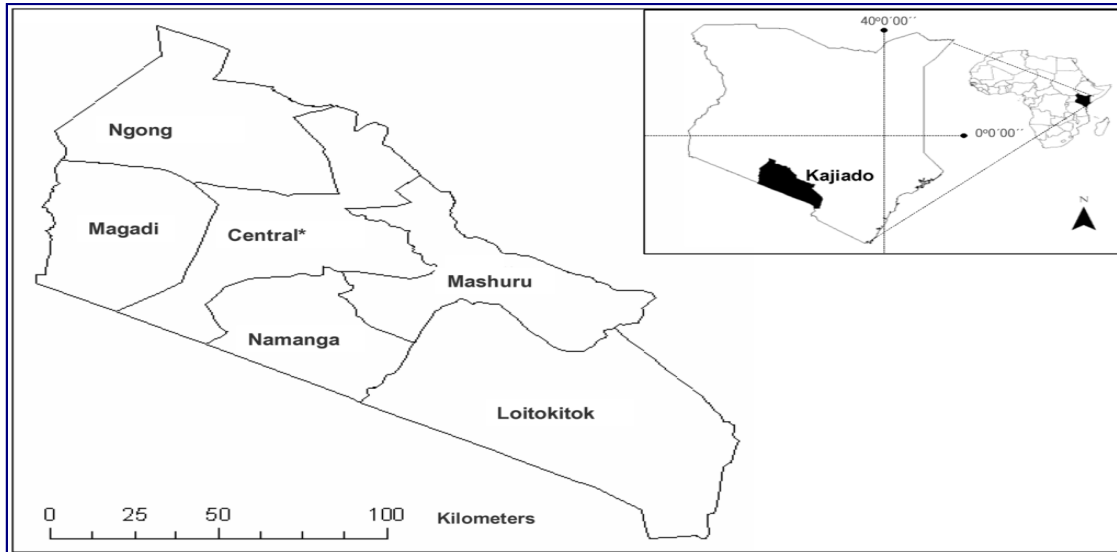 Ngong
Magadi
Central*
Mashuru
Namanga
Loitokitok
0 25 50 100
Kilometers
40º0′00′′
0º0′00′′
Kajiado
N